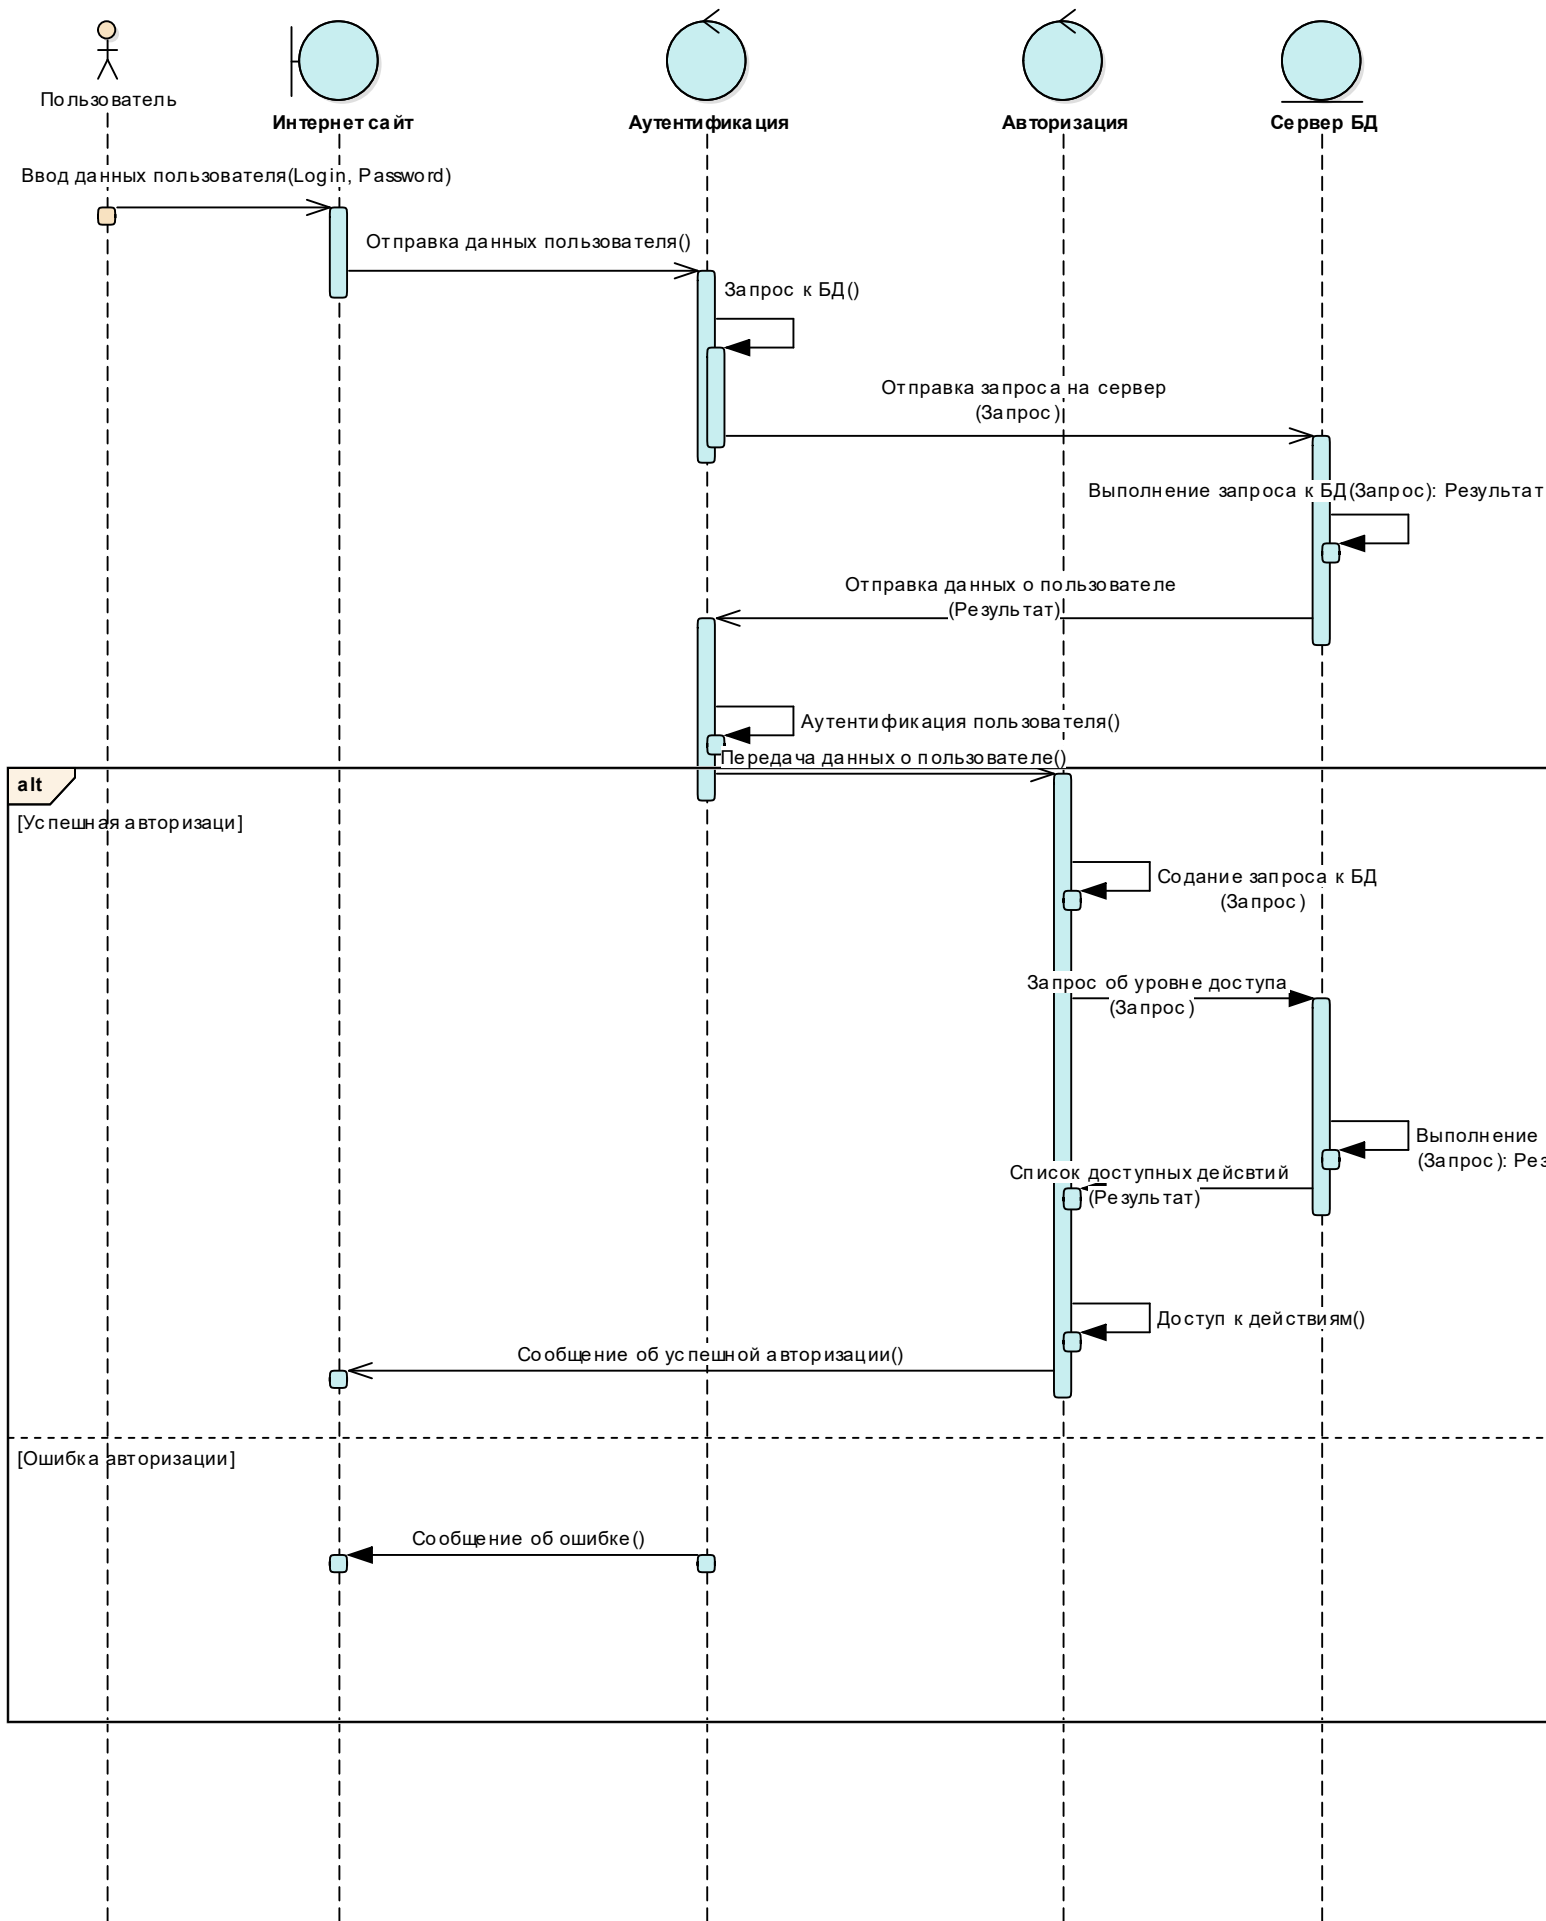 Пользователь
Интернет сайт
Аутентификация
Авторизация
Сервер БД
Ввод данных пользователя(Login, Password)
Отправка данных пользователя()
Запрос к БД()
Отправка запроса на сервер
(Запрос)
Выполнение запроса к БД(Запрос): Результат
Отправка данных о пользователе
(Результат)
Аутентификация пользователя()
Передача данных о пользователе()
alt
[Успешная авторизаци]
Содание запроса к БД
(Запрос)
Запрос об уровне доступа
(Запрос)
Выполнение
(Запрос): Рез
Список доступных дейсвтий
(Результат)
Доступ к действиям()
Сообщение об успешной авторизации()
[Ошибка авторизации]
Сообщение об ошибке()